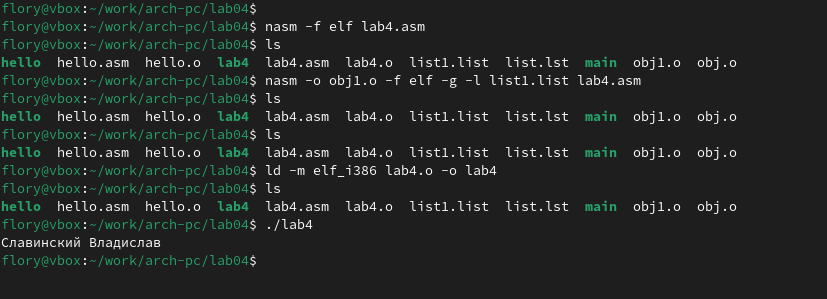 flory@vbox:~/work/arch-pc/lab04$
flory@vbox:~/work/arch-pc/lab04$ nasm -f elf lab4.asm
flory@vbox:~/work/arch-pc/lab04$ ls
hello hello.asm hello.o lab4 lab4.asm lab4.o list1.list list.lst main obj1.o obj.o
flory@vbox:~/work/arch-pc/lab04$ nasm -o obj1.o -f elf -g -l list1.list lab4.asm
flory@vbox:~/work/arch-pc/lab04$ ls
hello hello.asm hello.o lab4 lab4.asm lab4.o list1.list list.lst main obj1.o obj.o
flory@vbox:~/work/arch-pc/lab04$ ls
hello hello.asm hello.o lab4 lab4.asm lab4.o list1.list list.lst main obj1.o obj.o
flory@vbox:~/work/arch-pc/lab04$ ld -m elf_i386 lab4.o -o lab4
flory@vbox:~/work/arch-pc/lab04$ ls
hello hello.asm hello.o lab4 lab4.asm lab4.o list1.list list.lst main obj1.o obj.o
flory@vbox:~/work/arch-pc/lab04$ ./lab4
Славинский Владислав
flory@vbox:~/work/arch-pc/lab04$